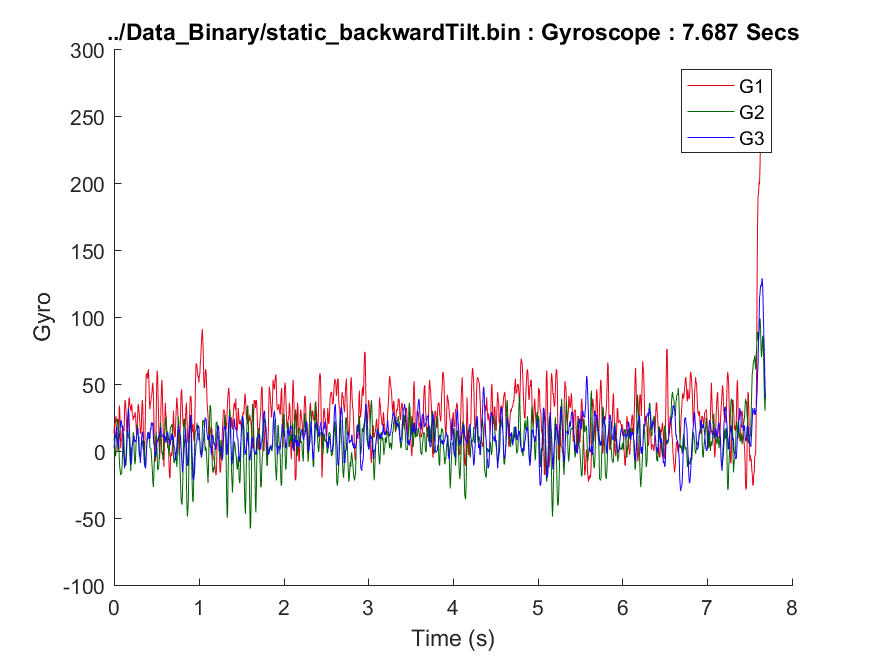 ../Data_Binary/static_backwardTilt.bin : Gyroscope : 7.687 Secs
300
250
200
150
100
50
0
-50
-100
Gyro
G1
G2
G3
0 1 2 3 4 5 6 7 8
Time (s)